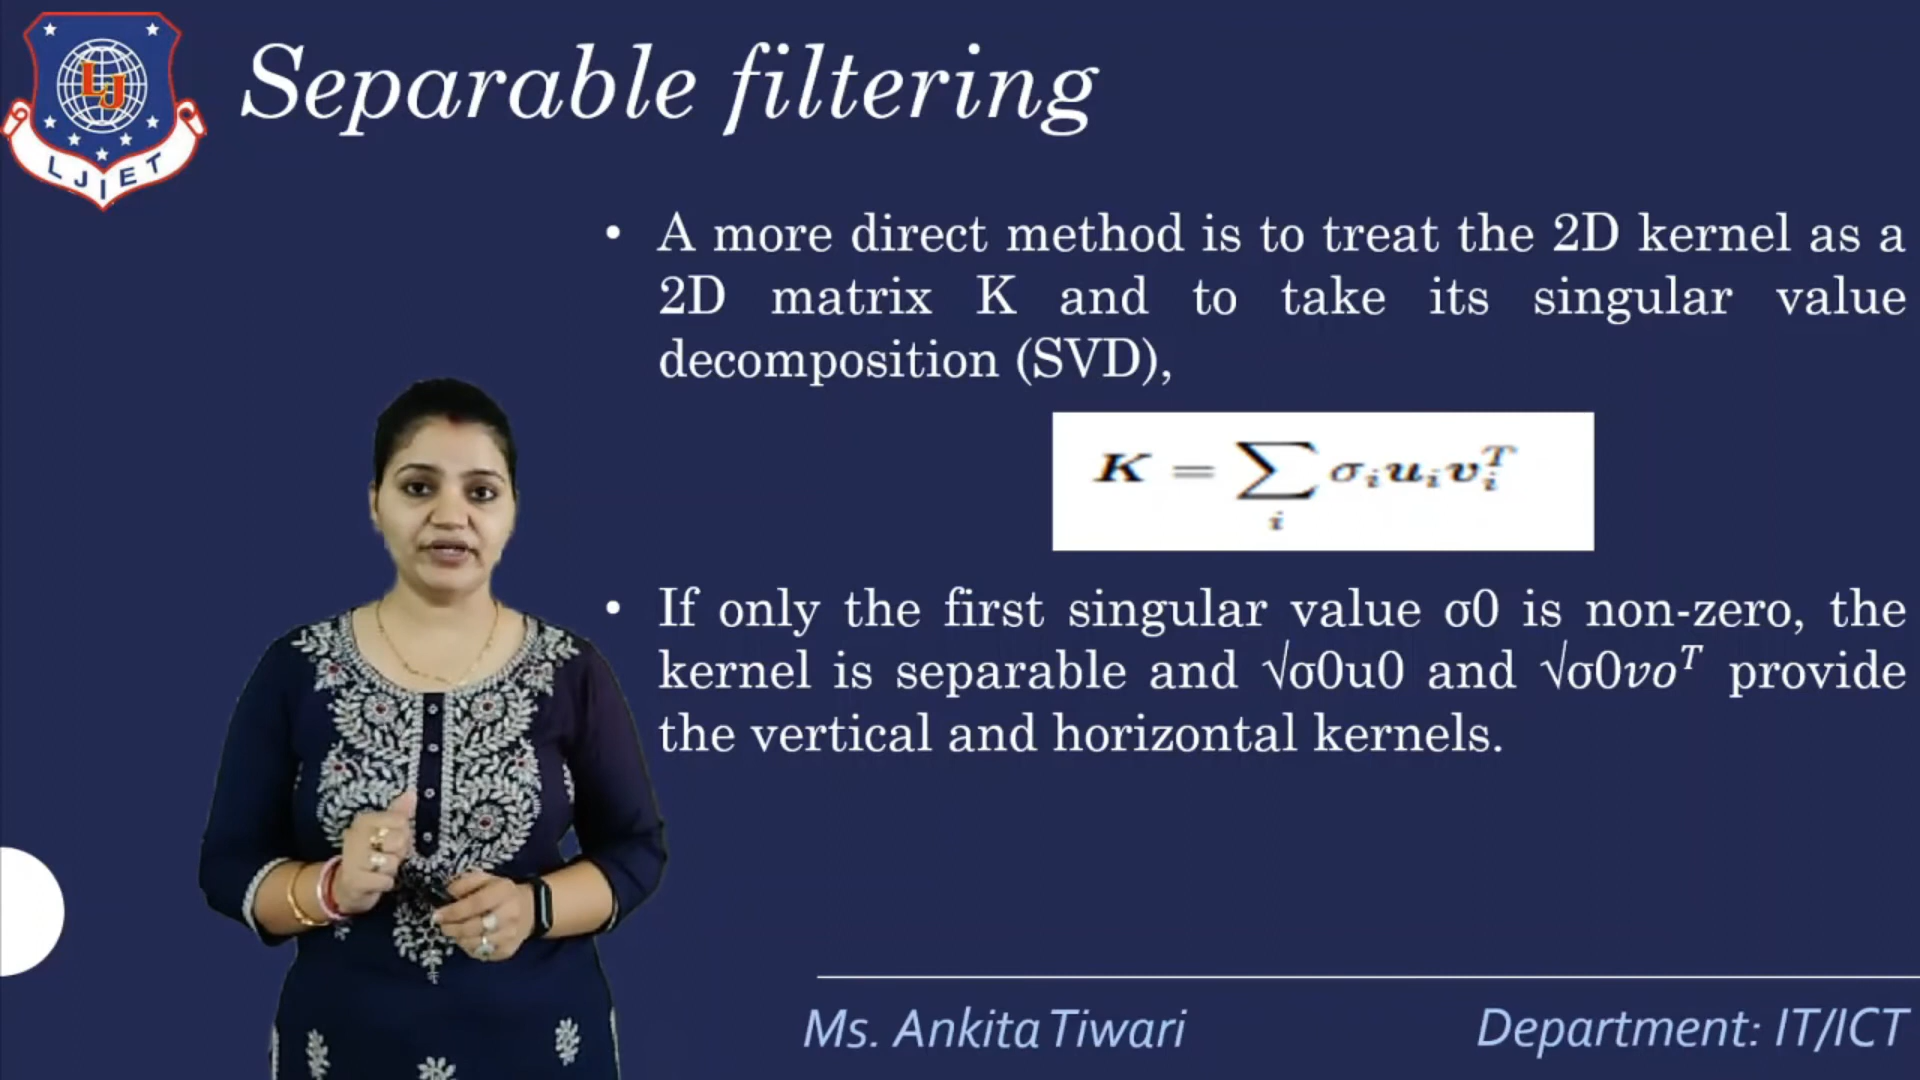 LJ
LJIET
Separable filtering
• A more direct method is to treat the 2D kernel as a
2D matrix K and to take its singular value
decomposition (SVD),
K = ∑ σᵢuᵢvᵢᵀ
i
• If only the first singular value σ0 is non-zero, the
kernel is separable and √σ0u0 and √σ0voᵀ provide
the vertical and horizontal kernels.
Ms. Ankita Tiwari
Department: IT/ICT